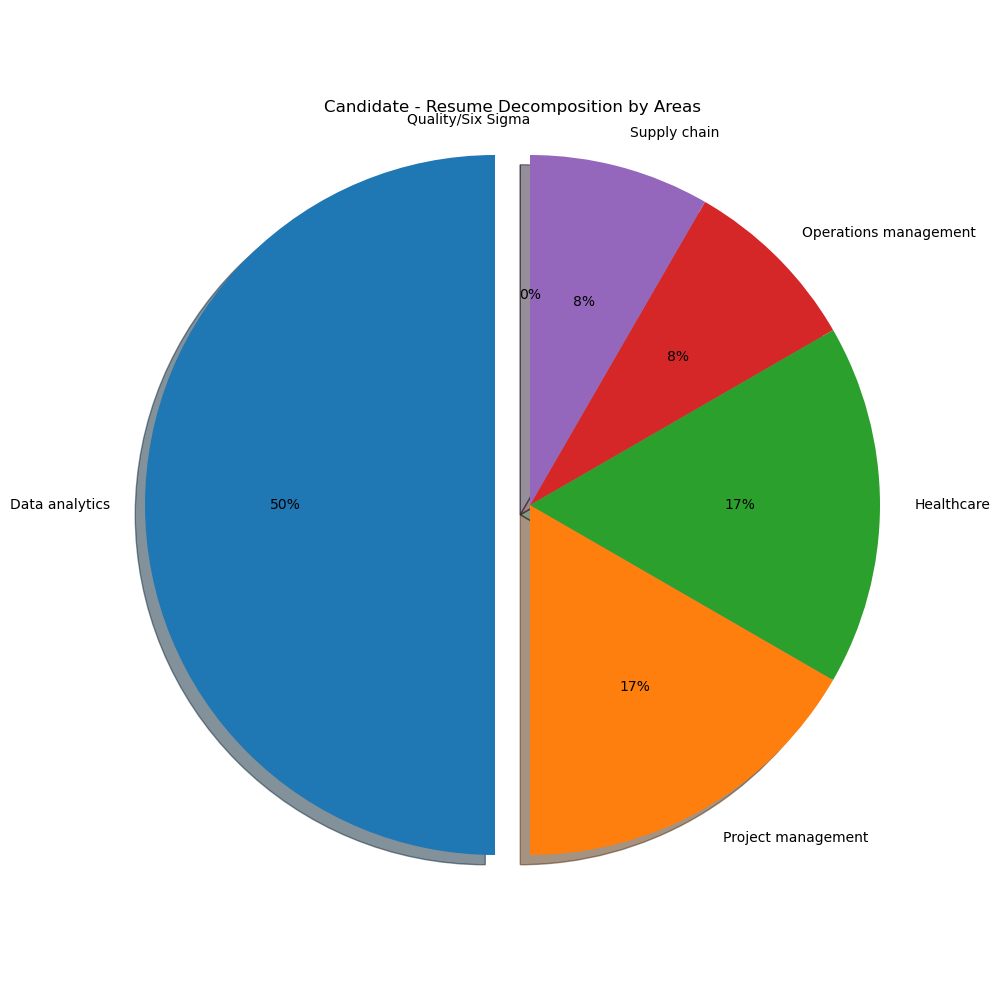 Candidate - Resume Decomposition by Areas
Quality/Six Sigma
Supply chain
Operations management
0%
8%
8%
Data analytics
50%
17%
Healthcare
17%
Project management